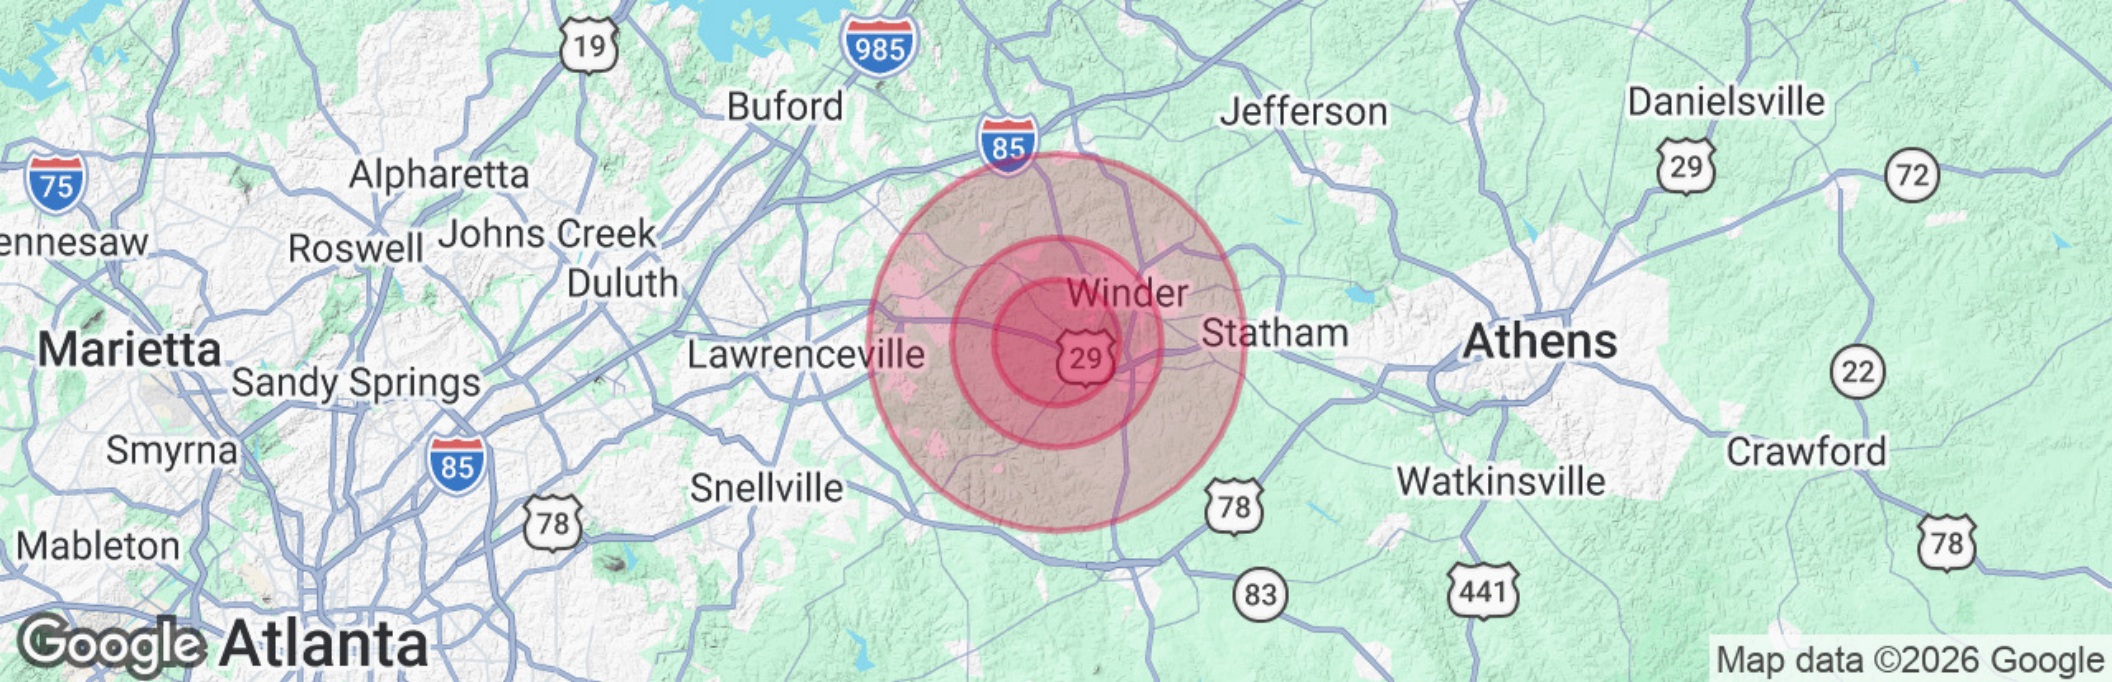 19
985
Buford
Jefferson
Danielsville
85
29
72
75
Alpharetta
ennesaw
Roswell
Johns Creek
Duluth
Winder
Statham
Athens
Marietta
Lawrenceville
29
22
Sandy Springs
Smyrna
85
Snellville
78
78
Watkinsville
Crawford
Mableton
78
83
441
Google
Atlanta
Map data ©2026 Google